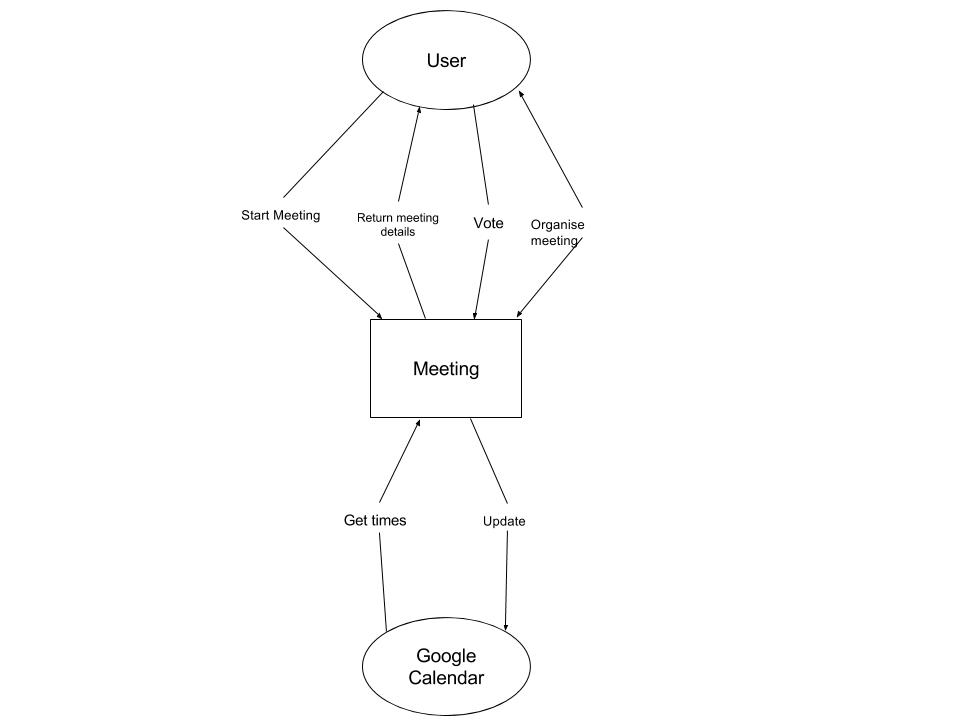 User
Start Meeting
Return meeting
details
Vote
Organise
meeting
Meeting
Get times
Update
Google
Calendar